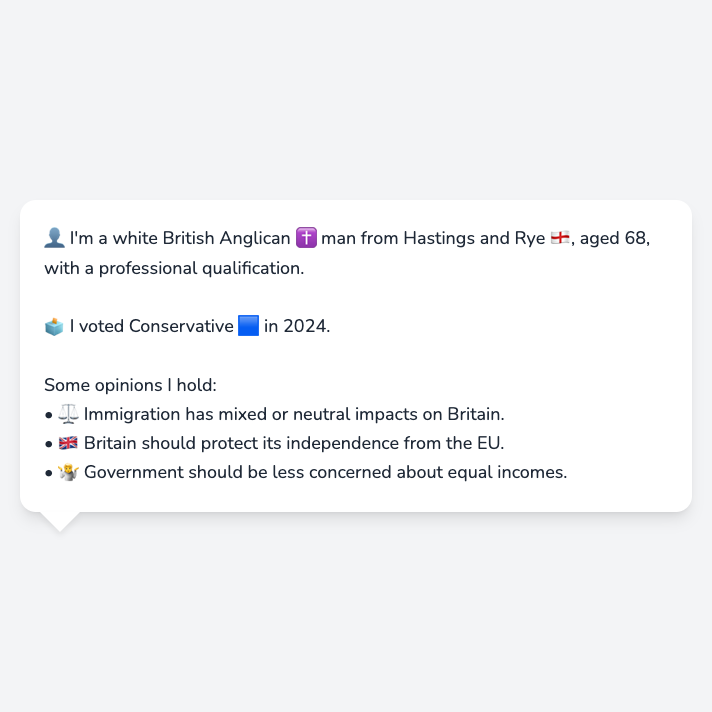 👤 I'm a white British Anglican ✝️ man from Hastings and Rye 🏴󠁧󠁢󠁥󠁮󠁧󠁿, aged 68,
with a professional qualification.
🗳️ I voted Conservative 🟦 in 2024.
Some opinions I hold:
• ⚖️ Immigration has mixed or neutral impacts on Britain.
• 🇬🇧 Britain should protect its independence from the EU.
• 🤷 Government should be less concerned about equal incomes.